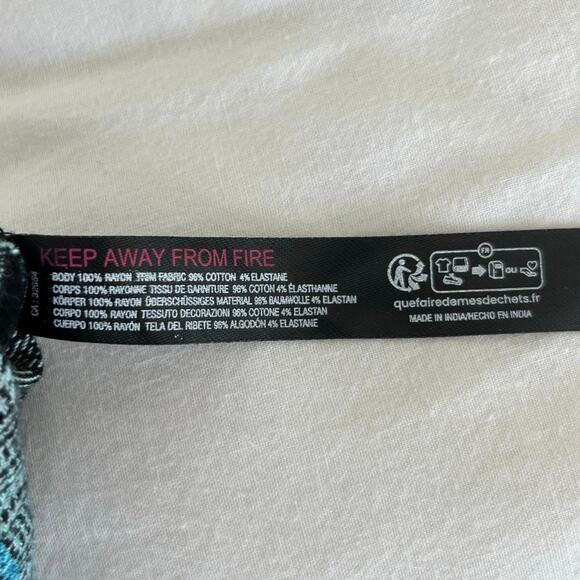 KEEP AWAY FROM FIRE
BODY 100% RAYON TRIM FABRIC 96% COTTON 4% ELASTANE
CORPS 100% RAYONNE TISSU DE GARNITURE 96% COTON 4% ÉLASTHANNE
KÖRPER 100% RAYON ÜBERSCHÜSSIGES MATERIAL 96% BAUMWOLLE 4% ELASTAN
CORPO 100% RAYON TESSUTO DECORAZIONI 96% COTONE 4% ELASTAN
CUERPO 100% RAYÓN TELA DEL RIBETE 96% ALGODÓN 4% ELASTANE
CA : 32094
FR
OU
quefairedemesdechets.fr
MADE IN INDIA/HECHO EN INDIA